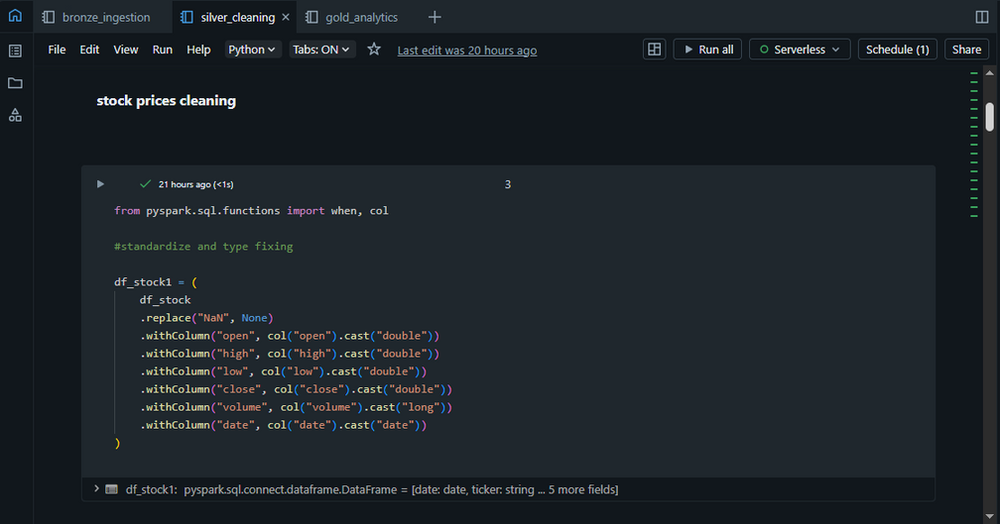 bronze_ingestion silver_cleaning gold_analytics
File Edit View Run Help Python Tabs: ON Last edit was 20 hours ago Run all Serverless Schedule (1) Share
stock prices cleaning
21 hours ago (<1s) 3
from pyspark.sql.functions import when, col
#standardize and type fixing
df_stock1 = (
df_stock
.replace("NaN", None)
.withColumn("open", col("open").cast("double"))
.withColumn("high", col("high").cast("double"))
.withColumn("low", col("low").cast("double"))
.withColumn("close", col("close").cast("double"))
.withColumn("volume", col("volume").cast("long"))
.withColumn("date", col("date").cast("date"))
)
df_stock1: pyspark.sql.connect.dataframe.DataFrame = [date: date, ticker: string ... 5 more fields]